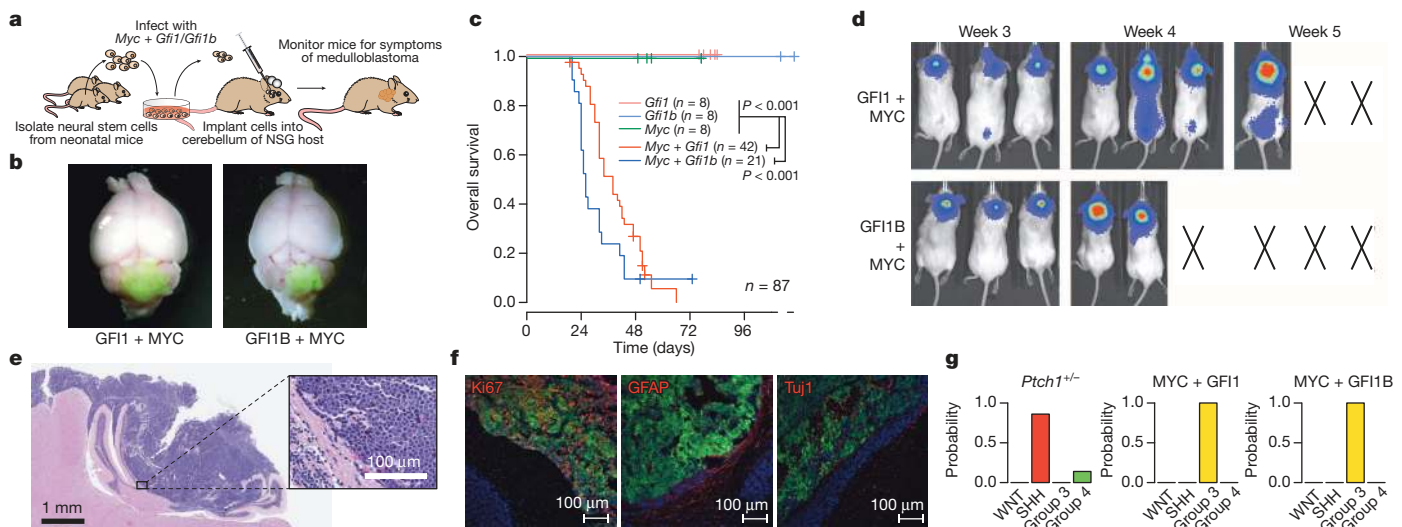 a
Infect with
Myc + Gfi1/Gfi1b
Monitor mice for symptoms
of medulloblastoma
Isolate neural stem cells
from neonatal mice
Implant cells into
cerebellum of NSG host
b
GFI1 + MYC
GFI1B + MYC
c
Overall survival
1.0
0.8
0.6
0.4
0.2
0.0
0
24
48
72
96
Time (days)
Gfi1 (n = 8)
Gfi1b (n = 8)
Myc (n = 8)
Myc + Gfi1 (n = 42)
Myc + Gfi1b (n = 21)
P < 0.001
P < 0.001
n = 87
d
Week 3
Week 4
Week 5
GFI1 +
MYC
GFI1B
+
MYC
e
1 mm
100 μm
f
Ki67
GFAP
Tuj1
100 μm
100 μm
100 μm
g
Ptch1+/–
Probability
1.0
0.5
0
WNT
SHH
Group 3
Group 4
MYC + GFI1
Probability
1.0
0.5
0
WNT
SHH
Group 3
Group 4
MYC + GFI1B
Probability
1.0
0.5
0
WNT
SHH
Group 3
Group 4